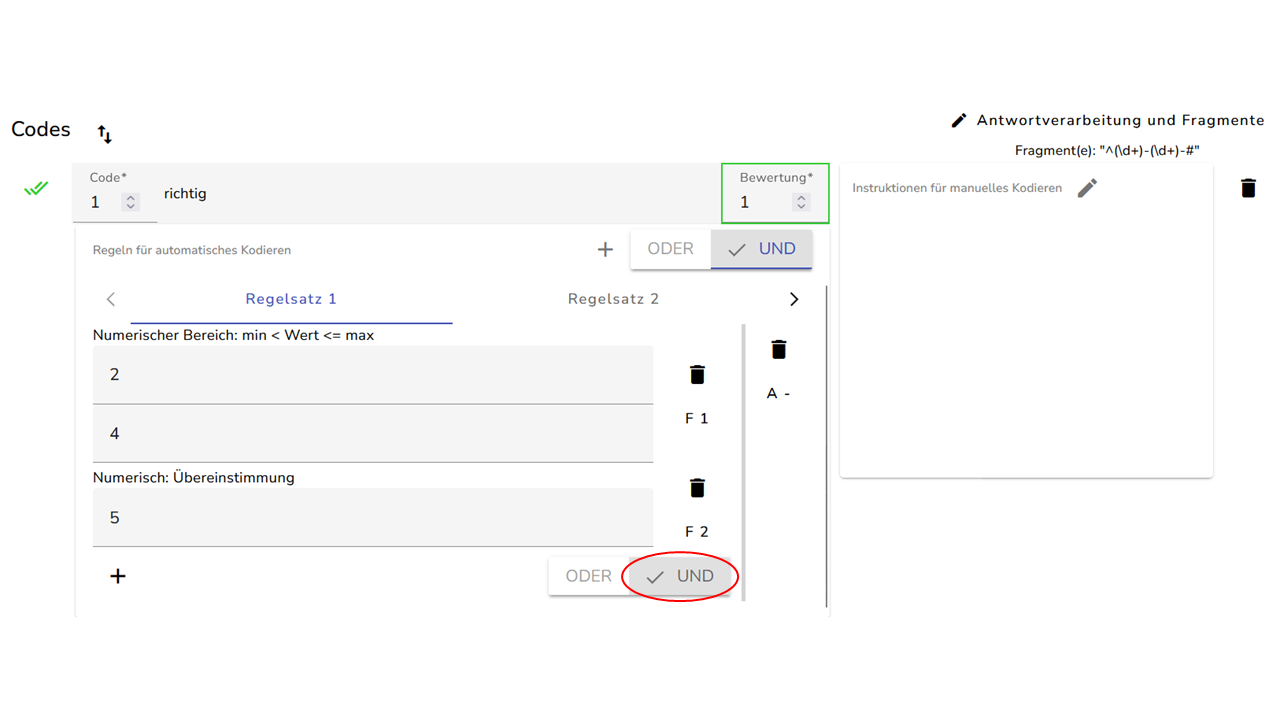 Codes
Antwortverarbeitung und Fragmente
Fragment(e): "^(\d+)-(\d+)-#"
Code*
1
richtig
Bewertung*
1
Instruktionen für manuelles Kodieren
Regeln für automatisches Kodieren
ODER
UND
Regelsatz 1
Regelsatz 2
Numerischer Bereich: min < Wert <= max
2
F 1
A -
4
Numerisch: Übereinstimmung
5
F 2
ODER
UND